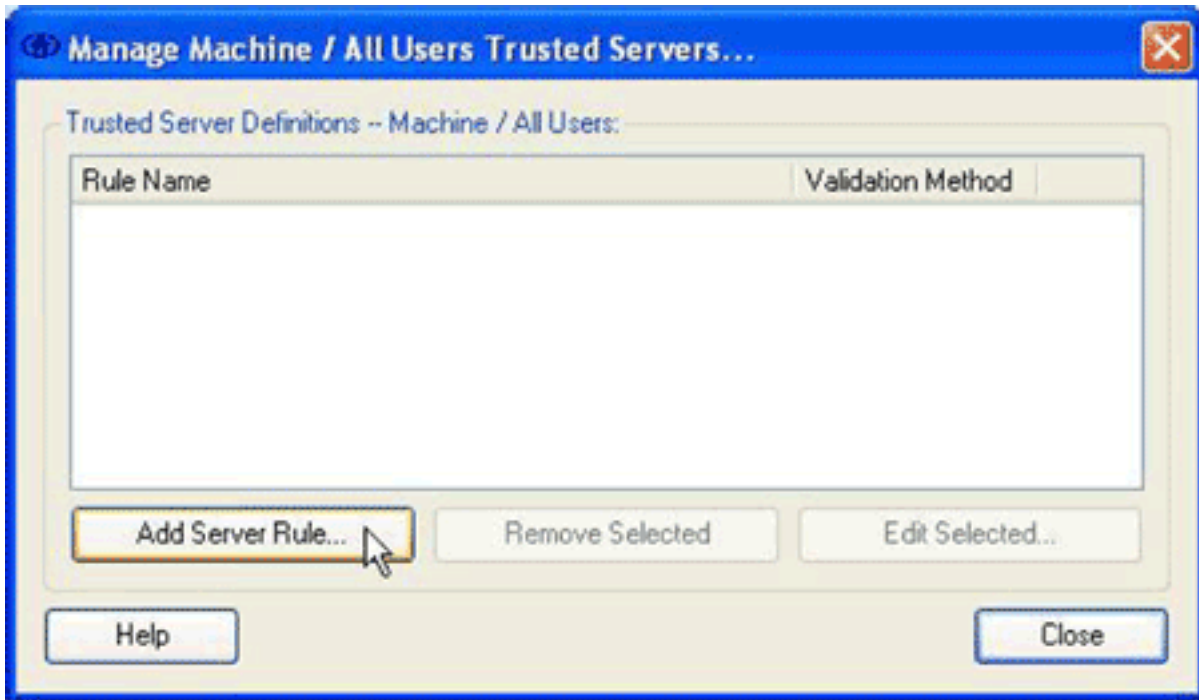 Manage Machine / All Users Trusted Servers...
Trusted Server Definitions -- Machine / All Users:
Rule Name Validation Method
Add Server Rule... Remove Selected Edit Selected...
Help Close